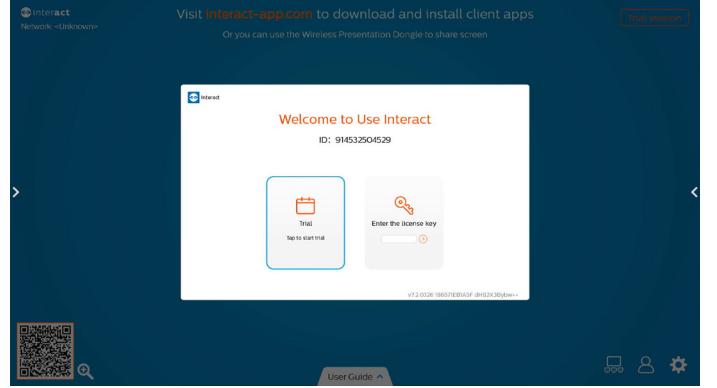 interact
Network: <Unknown>
Visit interact-app.com to download and install client apps
Or you can use the Wireless Presentation Dongle to share screen
Trial version
Interact
Welcome to Use Interact
ID: 914532504529
Trial
Tap to start trial
Enter the license key
User Guide